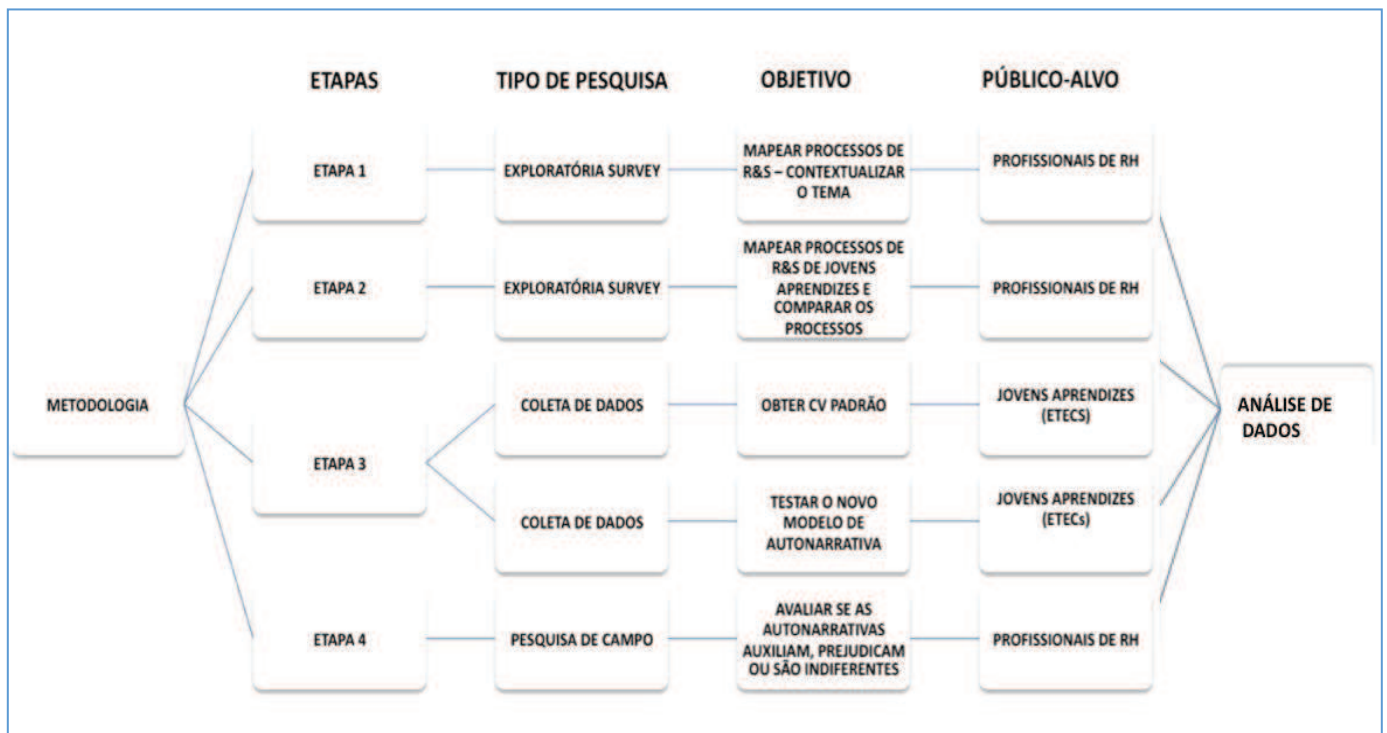 ETAPAS
TIPO DE PESQUISA
OBJETIVO
PÚBLICO-ALVO
ETAPA 1
EXPLORATÓRIA SURVEY
MAPEAR PROCESSOS DE
R&S – CONTEXTUALIZAR
O TEMA
PROFISSIONAIS DE RH
ETAPA 2
EXPLORATÓRIA SURVEY
MAPEAR PROCESSOS DE
R&S DE JOVENS
APRENDIZES E
COMPARAR OS
PROCESSOS
PROFISSIONAIS DE RH
METODOLOGIA
ETAPA 3
COLETA DE DADOS
OBTER CV PADRÃO
JOVENS APRENDIZES
(ETECS)
COLETA DE DADOS
TESTAR O NOVO
MODELO DE
AUTONARRATIVA
JOVENS APRENDIZES
(ETECs)
ETAPA 4
PESQUISA DE CAMPO
AVALIAR SE AS
AUTONARRATIVAS
AUXILIAM, PREJUDICAM
OU SÃO INDIFERENTES
PROFISSIONAIS DE RH
ANÁLISE DE
DADOS